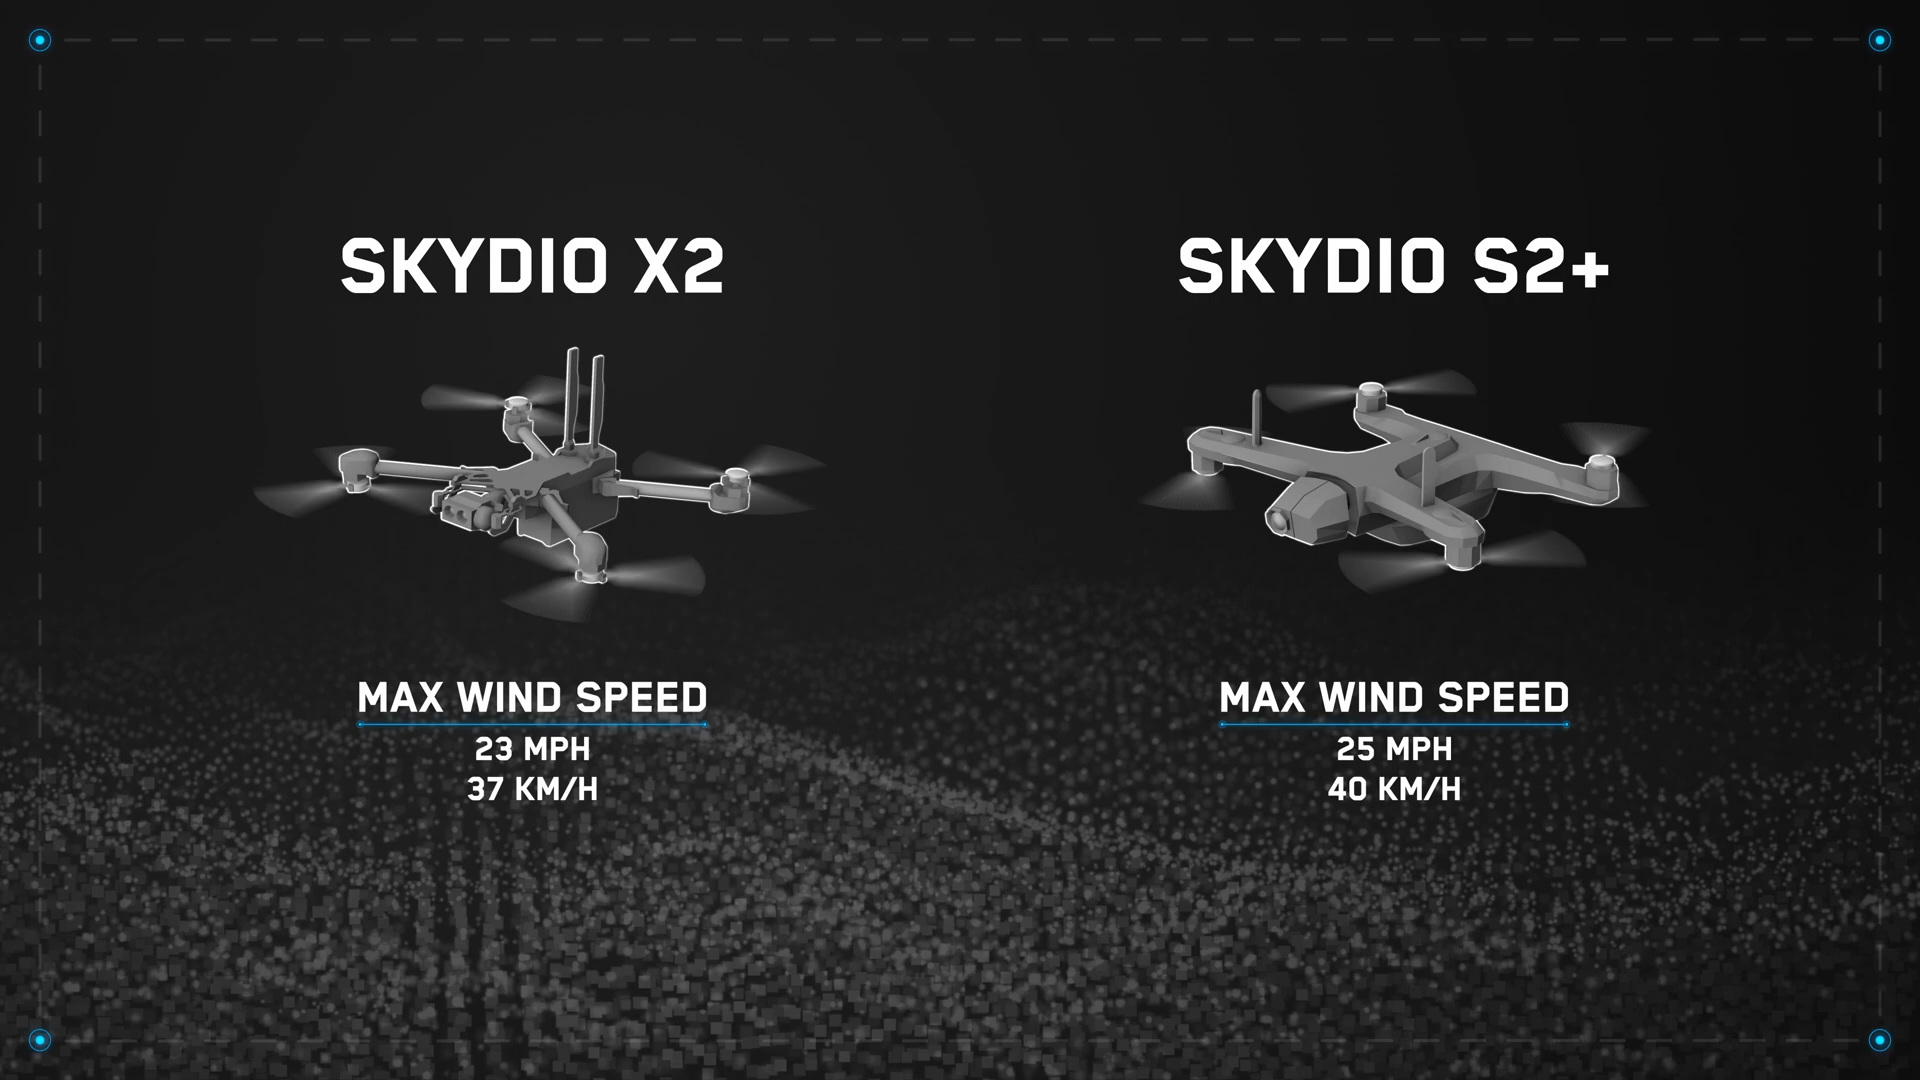 SKYDIO X2
MAX WIND SPEED
23 MPH
37 KM/H
SKYDIO S2+
MAX WIND SPEED
25 MPH
40 KM/H